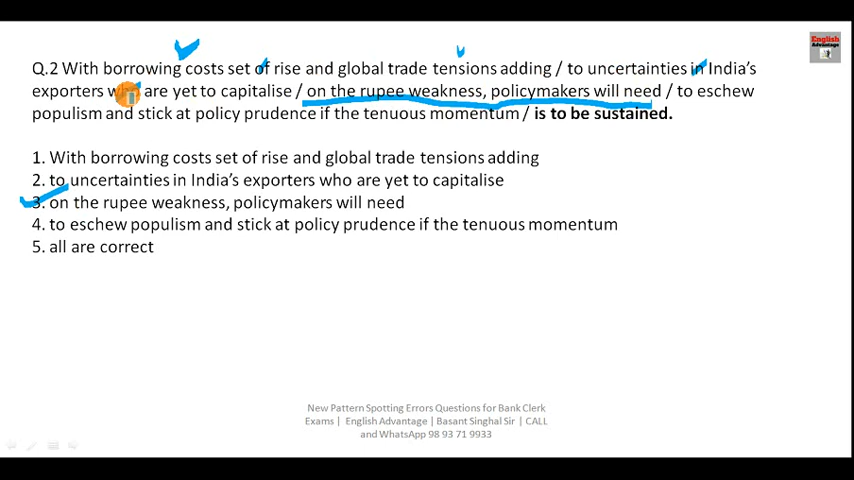 English
Advantage
Q.2 With borrowing costs set of rise and global trade tensions adding / to uncertainties in India's
exporters who are yet to capitalise / on the rupee weakness, policymakers will need / to eschew
populism and stick at policy prudence if the tenuous momentum / is to be sustained.
1. With borrowing costs set of rise and global trade tensions adding
2. to uncertainties in India's exporters who are yet to capitalise
3. on the rupee weakness, policymakers will need
4. to eschew populism and stick at policy prudence if the tenuous momentum
5. all are correct
New Pattern Spotting Errors Questions for Bank Clerk
Exams | English Advantage | Basant Singhal Sir | CALL
and WhatsApp 98 93 71 9933